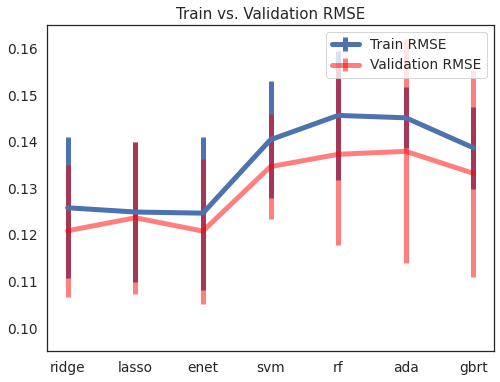 Train vs. Validation RMSE
0.16
0.15
0.14
0.13
0.12
0.11
0.10
Train RMSE
Validation RMSE
ridge lasso enet svm rf ada gbrt